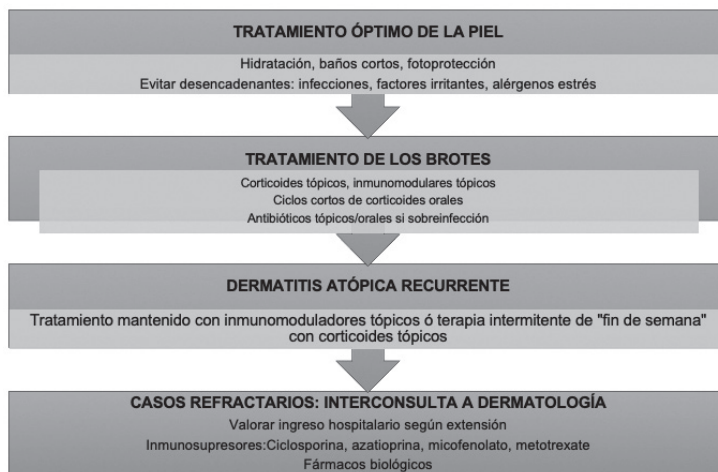 TRATAMIENTO ÓPTIMO DE LA PIEL
Hidratación, baños cortos, fotoprotección
Evitar desencadenantes: infecciones, factores irritantes, alérgenos estrés
TRATAMIENTO DE LOS BROTES
Corticoides tópicos, inmunomodulares tópicos
Ciclos cortos de corticoides orales
Antibióticos tópicos/orales si sobreinfección
DERMATITIS ATÓPICA RECURRENTE
Tratamiento mantenido con inmunomoduladores tópicos ó terapia intermitente de "fin de semana"
con corticoides tópicos
CASOS REFRACTARIOS: INTERCONSULTA A DERMATOLOGÍA
Valorar ingreso hospitalario según extensión
Inmunosupresores:Ciclosporina, azatioprina, micofenolato, metotrexate
Fármacos biológicos